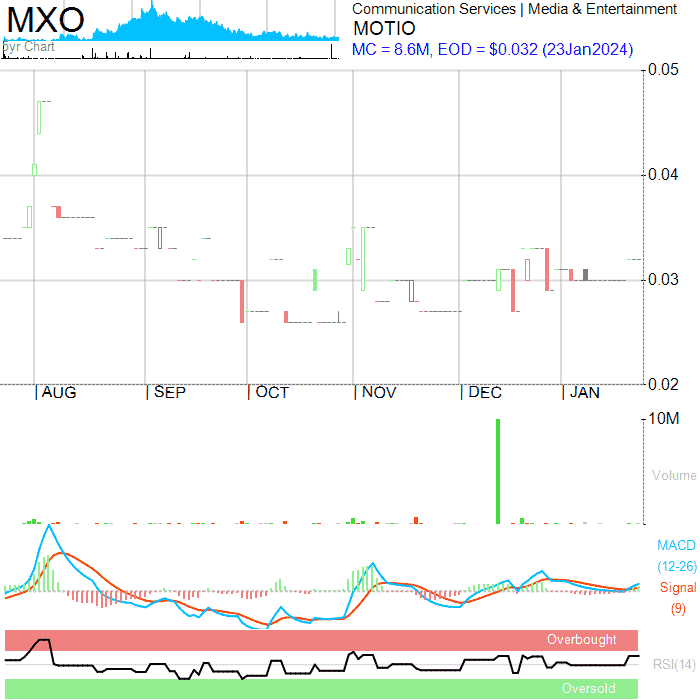 MXO
Communication Services | Media & Entertainment
MOTIO
MC = 8.6M, EOD = $0.032 (23Jan2024)
5yr Chart
0.05
0.04
0.03
0.02
| AUG | SEP | OCT | NOV | DEC | JAN
10M
Volume
MACD
(12-26)
Signal
(9)
Overbought
RSI(14)
Oversold